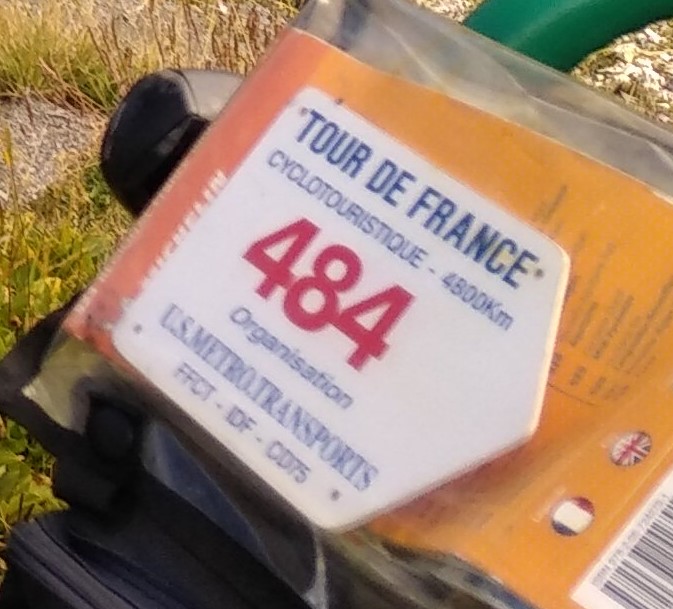 TOUR DE FRANCE
CYCLOTOURISTIQUE - 4800Km
484
Organisation
U.S.METRO.TRANSPORTS
FFCT - IDF - CD75